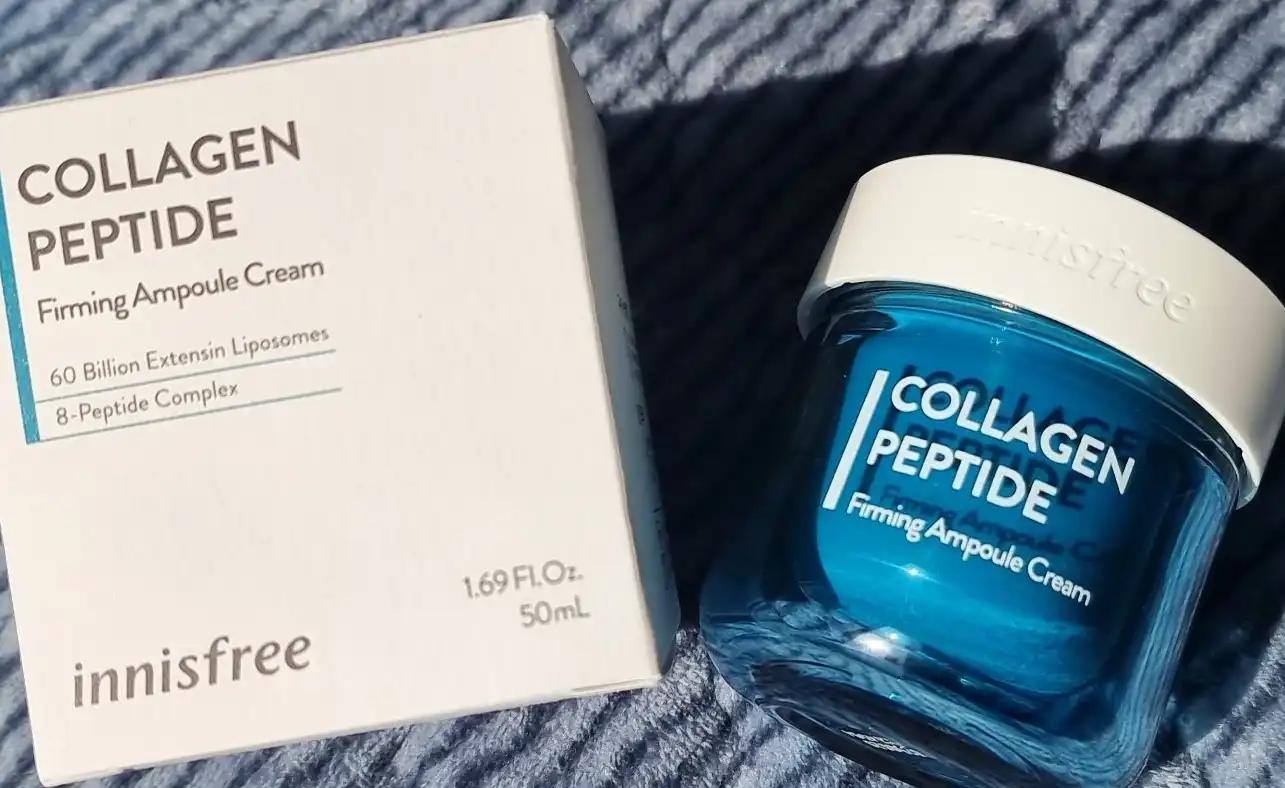 COLLAGEN
PEPTIDE
Firming Ampoule Cream
60 Billion Extensin Liposomes
8-Peptide Complex
1.69 Fl.Oz.
50mL
innisfree
innisfree
COLLAGEN
PEPTIDE
Firming Ampoule Cream